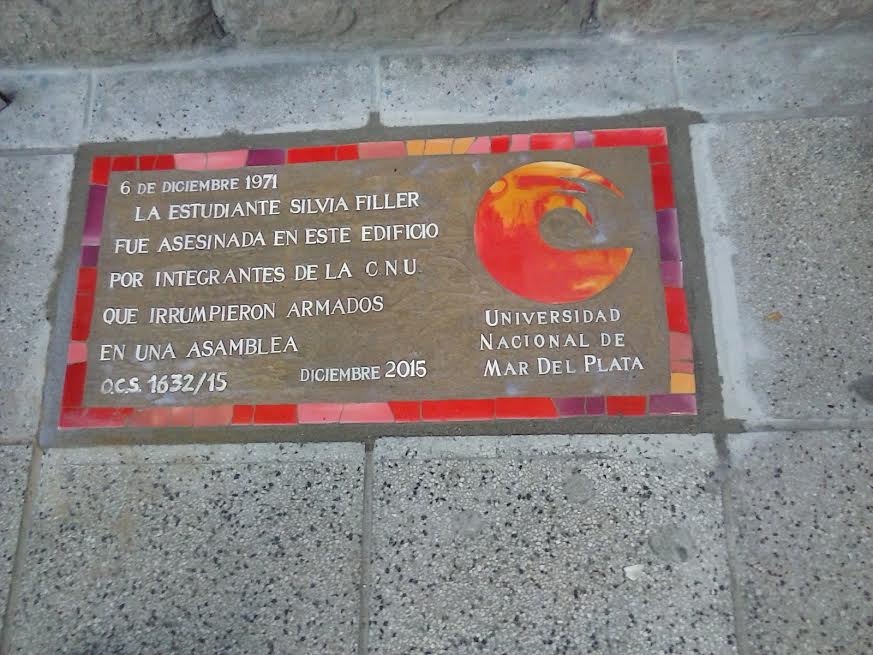 6 DE DICIEMBRE 1971
LA ESTUDIANTE SILVIA FILLER
FUE ASESINADA EN ESTE EDIFICIO
POR INTEGRANTES DE LA C N U.
QUE IRRUMPIERON ARMADOS
EN UNA ASAMBLEA
O.C.S. 1632/15
DICIEMBRE 2015
UNIVERSIDAD
NACIONAL DE
MAR DEL PLATA